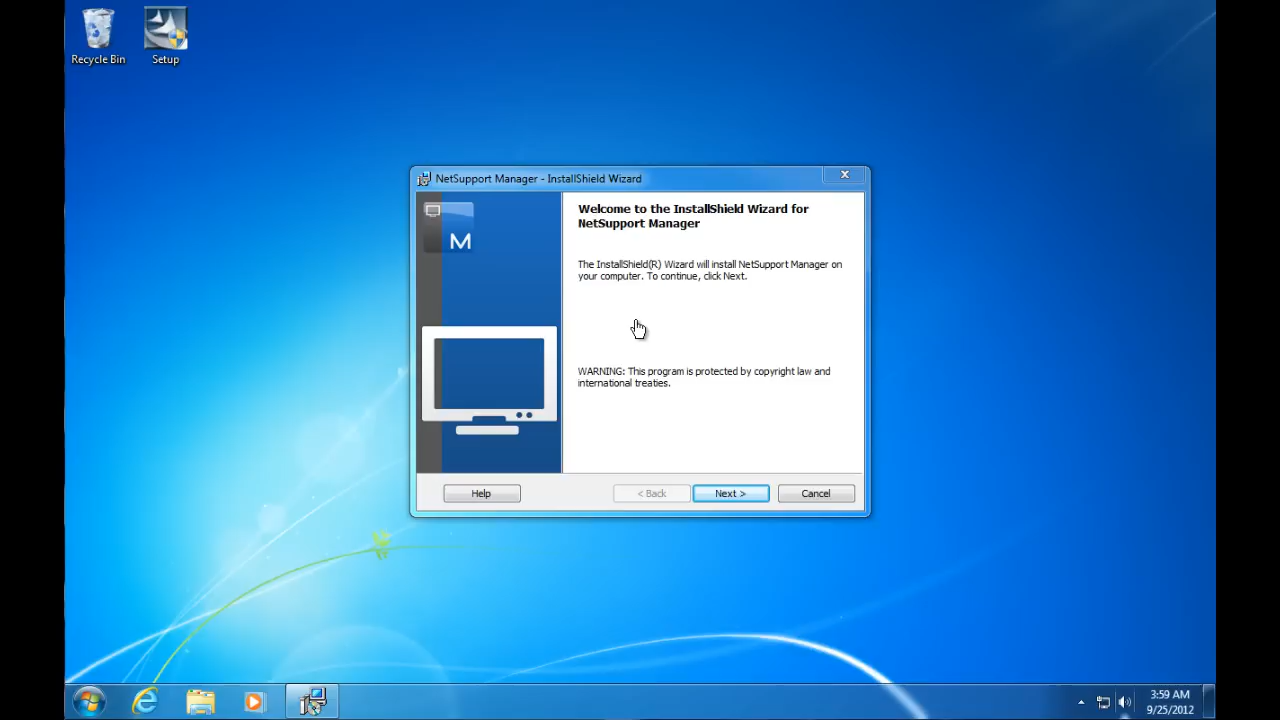 Recycle Bin
Setup
NetSupport Manager - InstallShield Wizard
M
Welcome to the InstallShield Wizard for
NetSupport Manager
The InstallShield(R) Wizard will install NetSupport Manager on
your computer. To continue, click Next.
WARNING: This program is protected by copyright law and
international treaties.
Help
< Back
Next >
Cancel
3:59 AM
9/25/2012